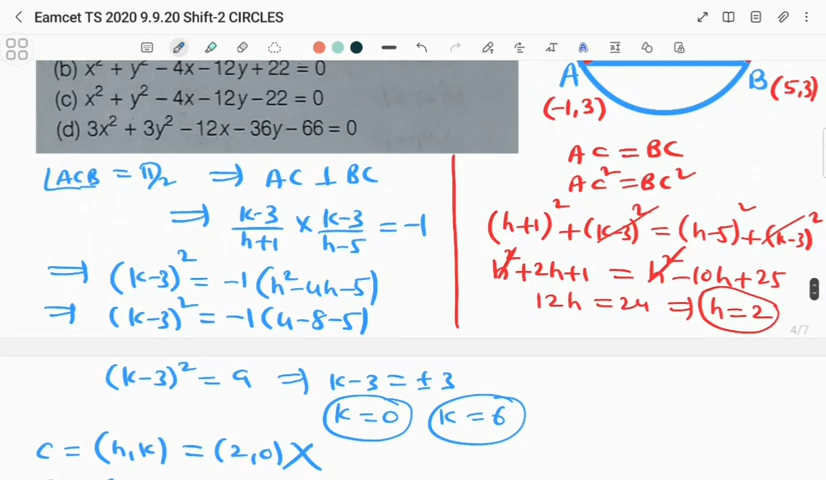 Eamcet TS 2020 9.9.20 Shift-2 CIRCLES
(b) x² + y² − 4x − 12y + 22 = 0
(c) x² + y² − 4x − 12y − 22 = 0
(d) 3x² + 3y² − 12x − 36y − 66 = 0
A
(-1,3)
B (5,3)
∠ACB = π/2 ⇒ AC ⊥ BC
⇒ k-3/h+1 × k-3/h-5 = -1
⇒ (k-3)² = -1(h²-4h-5)
⇒ (k-3)² = -1(4-8-5)
AC = BC
AC² = BC²
(h+1)² + (k-3)² = (h-5)² + (k-3)²
h² + 2h + 1 = h² - 10h + 25
12h = 24 ⇒ h = 2
4/7
(k-3)² = 9 ⇒ k-3 = ±3
k = 0 k = 6
C = (h,k) = (2,0) X